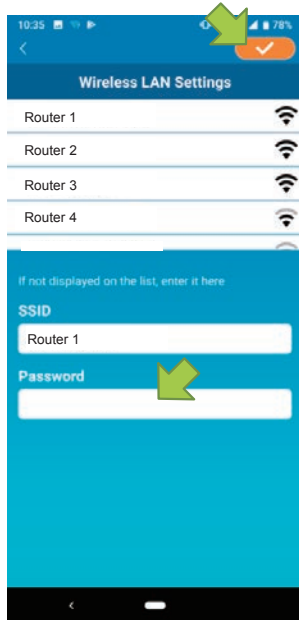 10:35 78%
Wireless LAN Settings
Router 1
Router 2
Router 3
Router 4
If not displayed on the list, enter it here
SSID
Router 1
Password